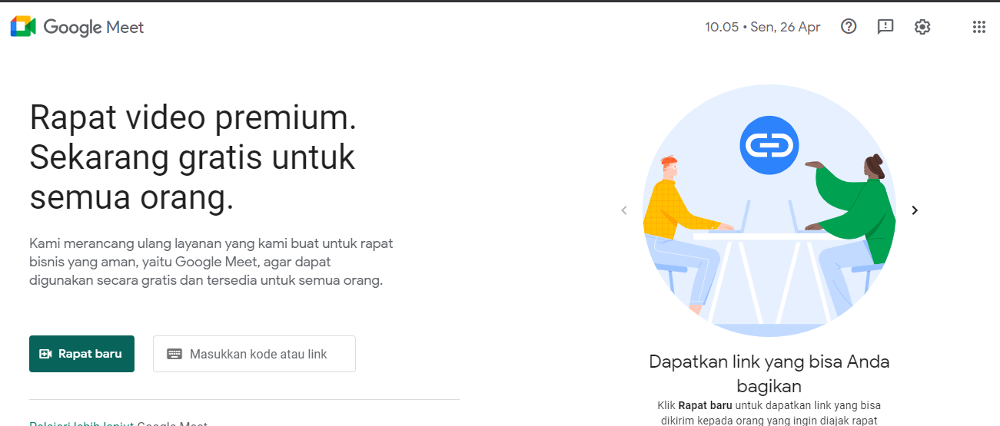 Google Meet
10.05 • Sen, 26 Apr
Rapat video premium.
Sekarang gratis untuk
semua orang.
Kami merancang ulang layanan yang kami buat untuk rapat
bisnis yang aman, yaitu Google Meet, agar dapat
digunakan secara gratis dan tersedia untuk semua orang.
Rapat baru
Masukkan kode atau link
Pelajari lebih lanjut Google Meet
Dapatkan link yang bisa Anda
bagikan
Klik Rapat baru untuk dapatkan link yang bisa
dikirim kepada orang yang ingin diajak rapat